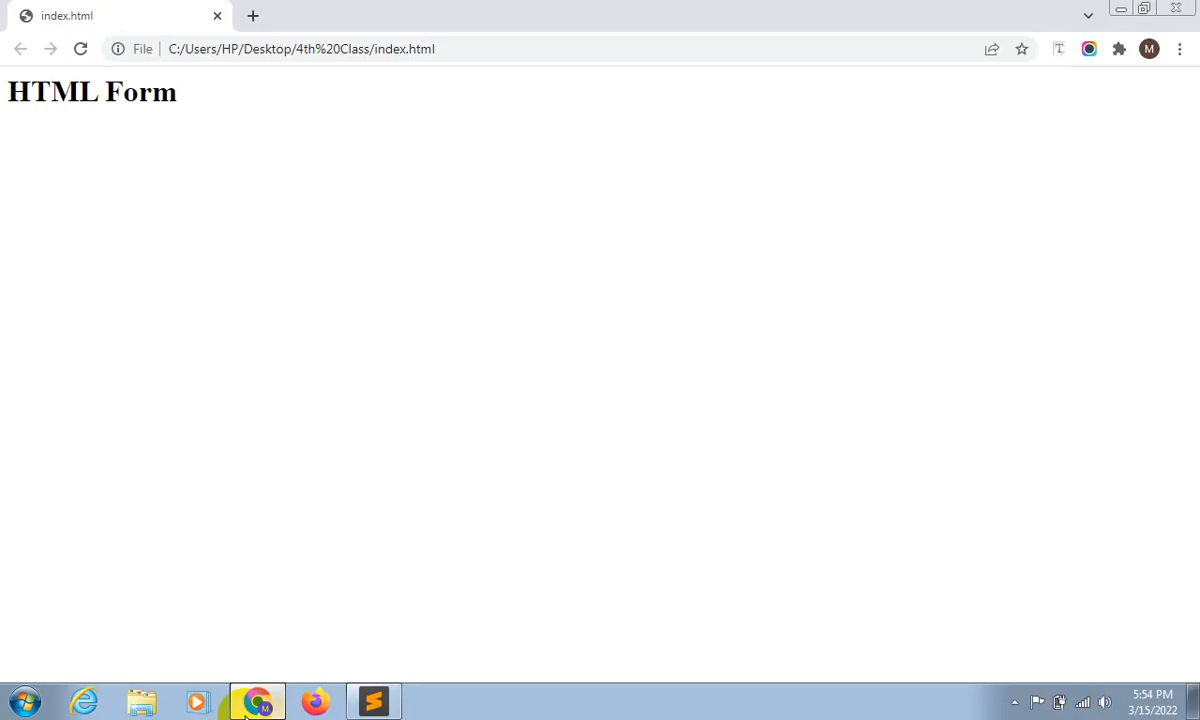 index.html
File
C:/Users/HP/Desktop/4th%20Class/index.html
M
HTML Form
M
5:54 PM
3/15/2022